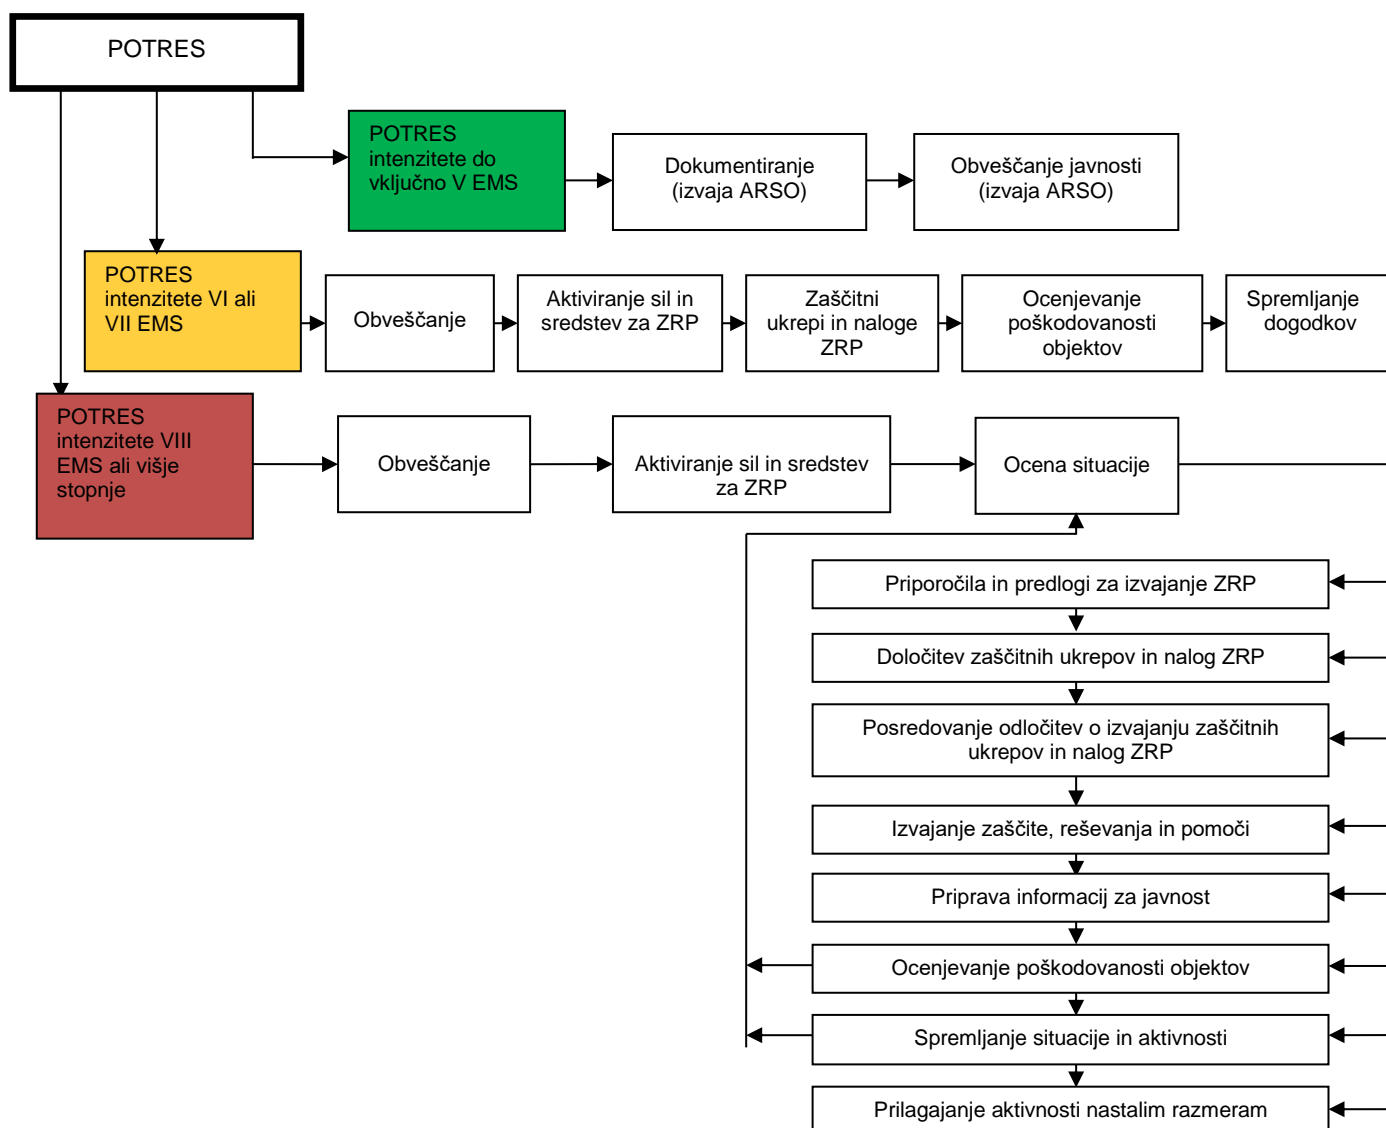 POTRES
POTRES
intenzitete do
vključno V EMS
Dokumentiranje
(izvaja ARSO)
Obveščanje javnosti
(izvaja ARSO)
POTRES
intenzitete VI ali
VII EMS
Obveščanje
Aktiviranje sil in
sredstev za ZRP
Zaščitni
ukrepi in naloge
ZRP
Ocenjevanje
poškodovanosti
objektov
Spremljanje
dogodkov
POTRES
intenzitete VIII
EMS ali višje
stopnje
Obveščanje
Aktiviranje sil in sredstev
za ZRP
Ocena situacije
Priporočila in predlogi za izvajanje ZRP
Določitev zaščitnih ukrepov in nalog ZRP
Posredovanje odločitev o izvajanju zaščitnih
ukrepov in nalog ZRP
Izvajanje zaščite, reševanja in pomoči
Priprava informacij za javnost
Ocenjevanje poškodovanosti objektov
Spremljanje situacije in aktivnosti
Prilagajanje aktivnosti nastalim razmeram